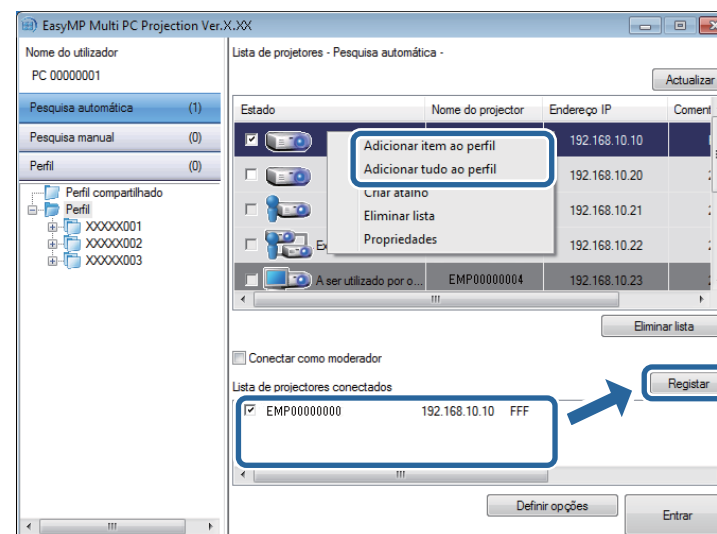 EasyMP Multi PC Projection Ver.X.XX
Nome do utilizador
PC 00000001
Pesquisa automática (1)
Pesquisa manual (0)
Perfil (0)
Perfil compartilhado
Perfil
XXXXX001
XXXXX002
XXXXX003
Lista de projetores - Pesquisa automática -
Actualizar
Estado Nome do projector Endereço IP Coment
192.168.10.10
192.168.10.20
192.168.10.21
192.168.10.22
A ser utilizado por o... EMP00000004 192.168.10.23
Adicionar item ao perfil
Adicionar tudo ao perfil
Criar atalho
Eliminar lista
Propriedades
Eliminar lista
Conectar como moderador
Lista de projectores conectados
Registar
EMP00000000 192.168.10.10 FFF
Definir opções
Entrar